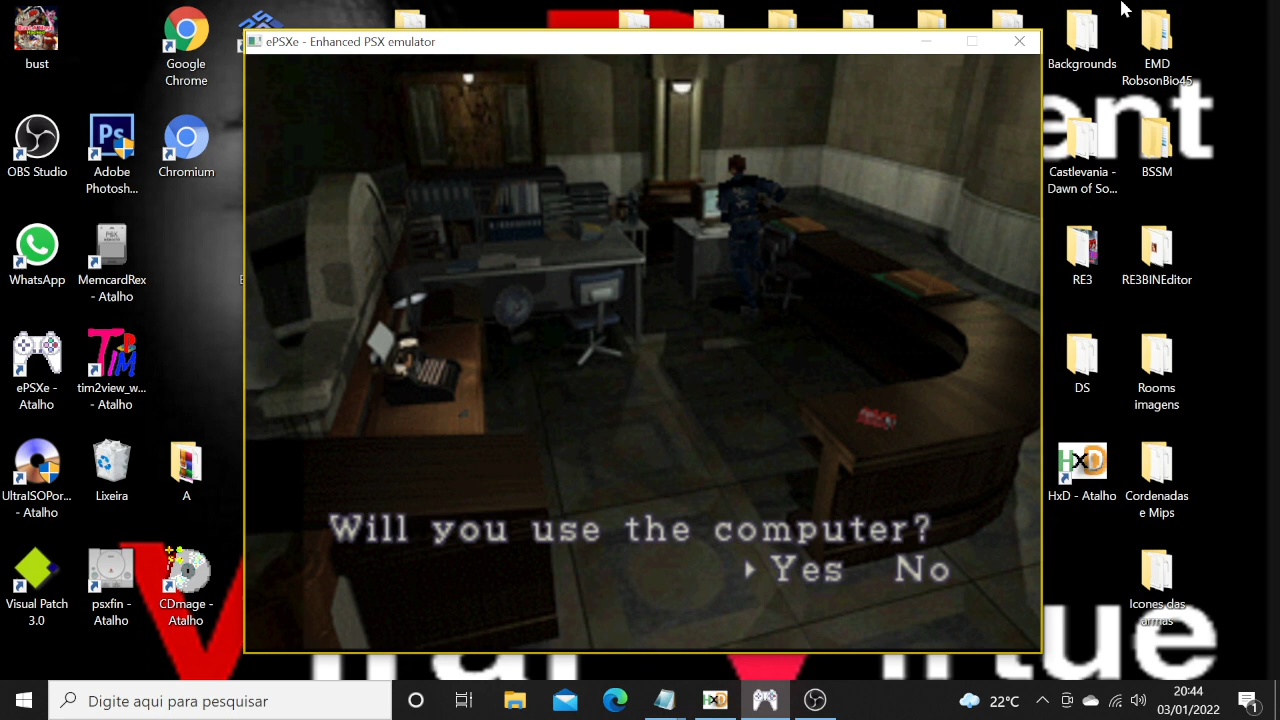 ePSXe - Enhanced PSX emulator
bust
Google
Chrome
OBS Studio
Adobe
Photosh...
Chromium
WhatsApp
MemcardRex
- Atalho
ePSXe -
Atalho
tim2view_w...
- Atalho
UltraISOPor...
- Atalho
Lixeira
A
Visual Patch
3.0
psxfin -
Atalho
CDmage -
Atalho
Backgrounds
EMD
RobsonBio45
Castlevania -
Dawn of So...
BSSM
RE3
RE3BINEditor
DS
Rooms
imagens
HxD - Atalho
Cordenadas
e Mips
Icones das
armas
Will you use the computer?
Yes No
Digite aqui para pesquisar
22°C
20:44
03/01/2022
1